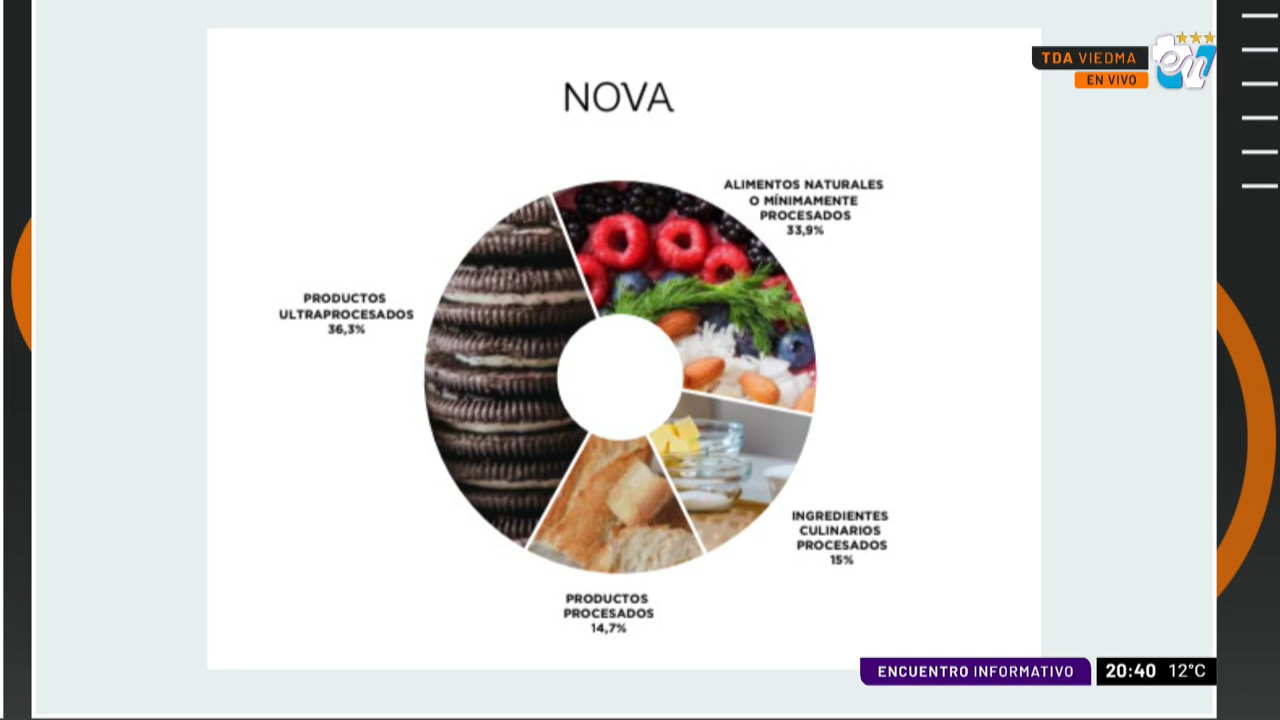 TDA VIEDMA
EN VIVO
en
NOVA
ALIMENTOS NATURALES
O MÍNIMAMENTE
PROCESADOS
33,9%
PRODUCTOS
ULTRAPROCESADOS
36,3%
INGREDIENTES
CULINARIOS
PROCESADOS
15%
PRODUCTOS
PROCESADOS
14,7%
ENCUENTRO INFORMATIVO
20:40 12°C